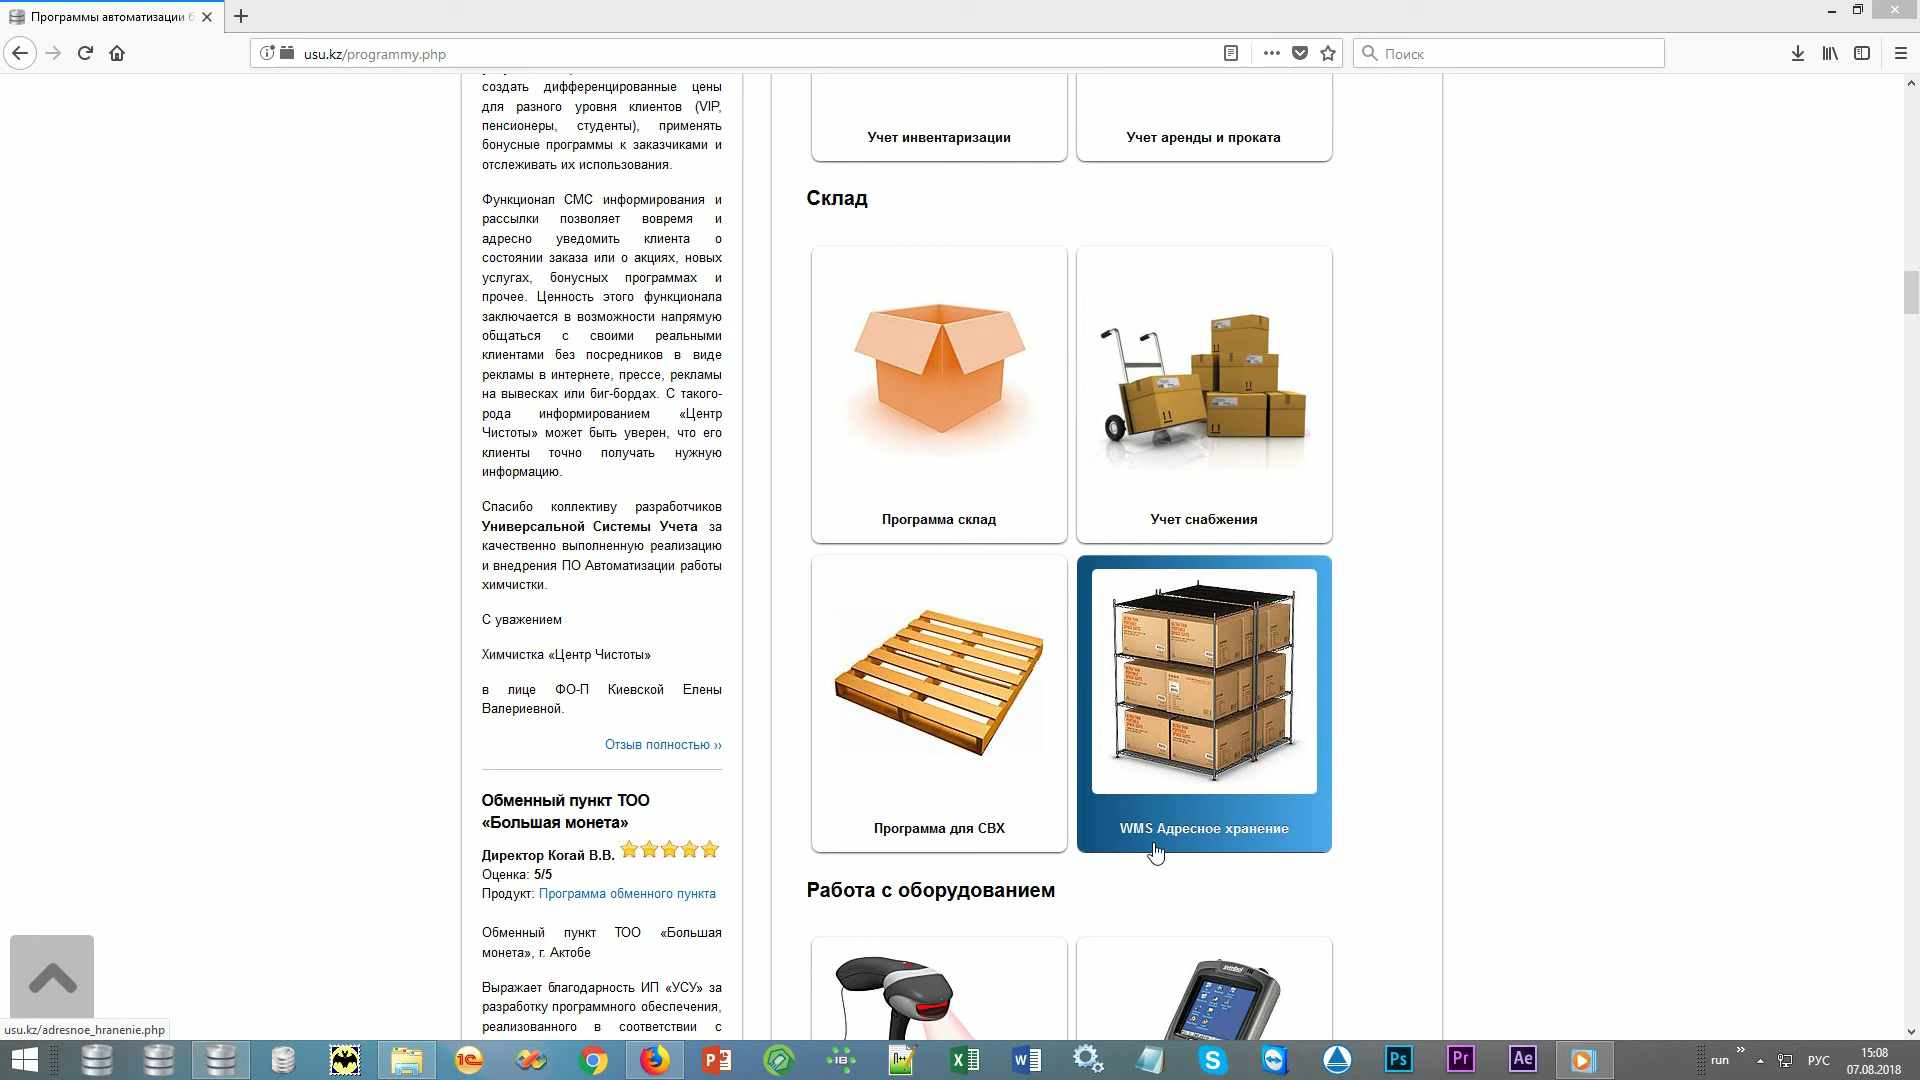 Программы автоматизации б
usu.kz/programmy.php
Поиск
создать дифференцированные цены
для разного уровня клиентов (VIP,
пенсионеры, студенты), применять
бонусные программы к заказчиками и
отслеживать их использования.
Функционал СМС информирования и
рассылки позволяет вовремя и
адресно уведомить клиента о
состоянии заказа или о акциях, новых
услугах, бонусных программах и
прочее. Ценность этого функционала
заключается в возможности напрямую
общаться с своими реальными
клиентами без посредников в виде
рекламы в интернете, прессе, рекламы
на вывесках или биг-бордах. С такого-
рода информированием «Центр
Чистоты» может быть уверен, что его
клиенты точно получать нужную
информацию.
Спасибо коллективу разработчиков
Универсальной Системы Учета за
качественно выполненную реализацию
и внедрения ПО Автоматизации работы
химчистки.
С уважением
Химчистка «Центр Чистоты»
в лице ФО-П Киевской Елены
Валериевной.
Отзыв полностью ››
Обменный пункт ТОО
«Большая монета»
Директор Когай В.В.
Оценка: 5/5
Продукт: Программа обменного пункта
Обменный пункт ТОО «Большая
монета», г. Актобе
Выражает благодарность ИП «УСУ» за
разработку программного обеспечения,
реализованного в соответствии с
Учет инвентаризации
Учет аренды и проката
Склад
Программа склад
Учет снабжения
Программа для СВХ
WMS Адресное хранение
Работа с оборудованием
symbol
usu.kz/adresnoe_hranenie.php
run
РУС
15:08
07.08.2018